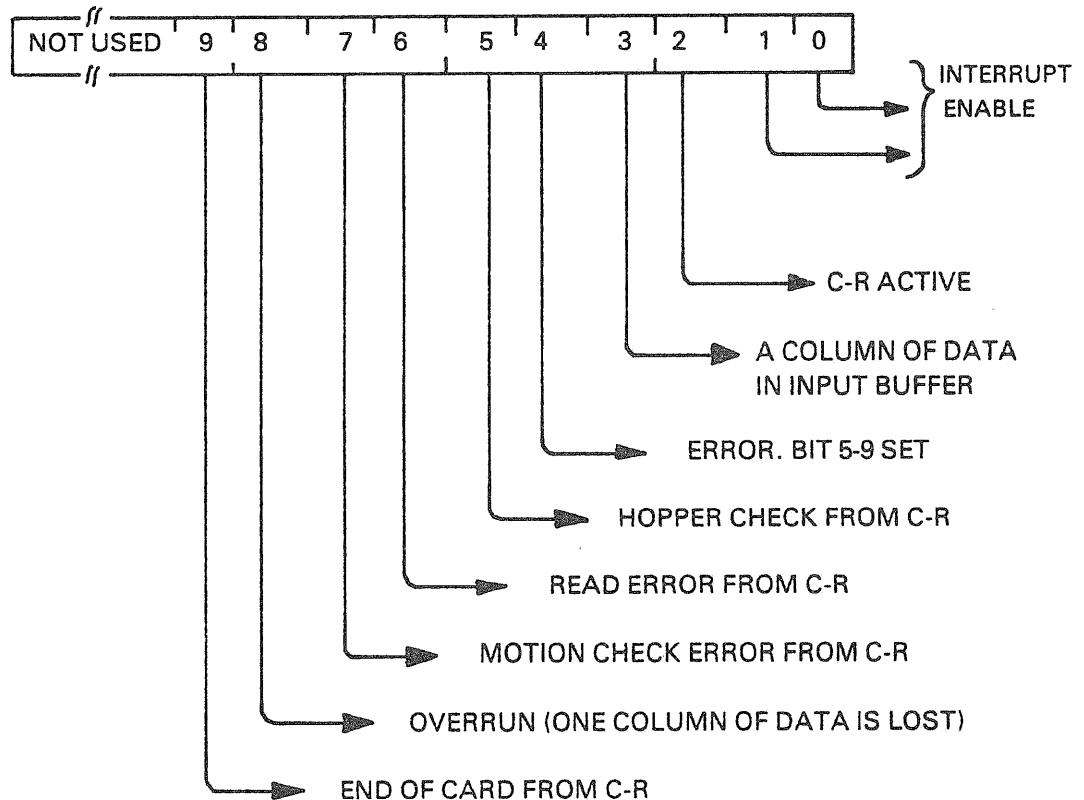 NOT USED 9 8 7 6 5 4 3 2 1 0
INTERRUPT
ENABLE
C-R ACTIVE
A COLUMN OF DATA
IN INPUT BUFFER
ERROR. BIT 5-9 SET
HOPPER CHECK FROM C-R
READ ERROR FROM C-R
MOTION CHECK ERROR FROM C-R
OVERRUN (ONE COLUMN OF DATA IS LOST)
END OF CARD FROM C-R